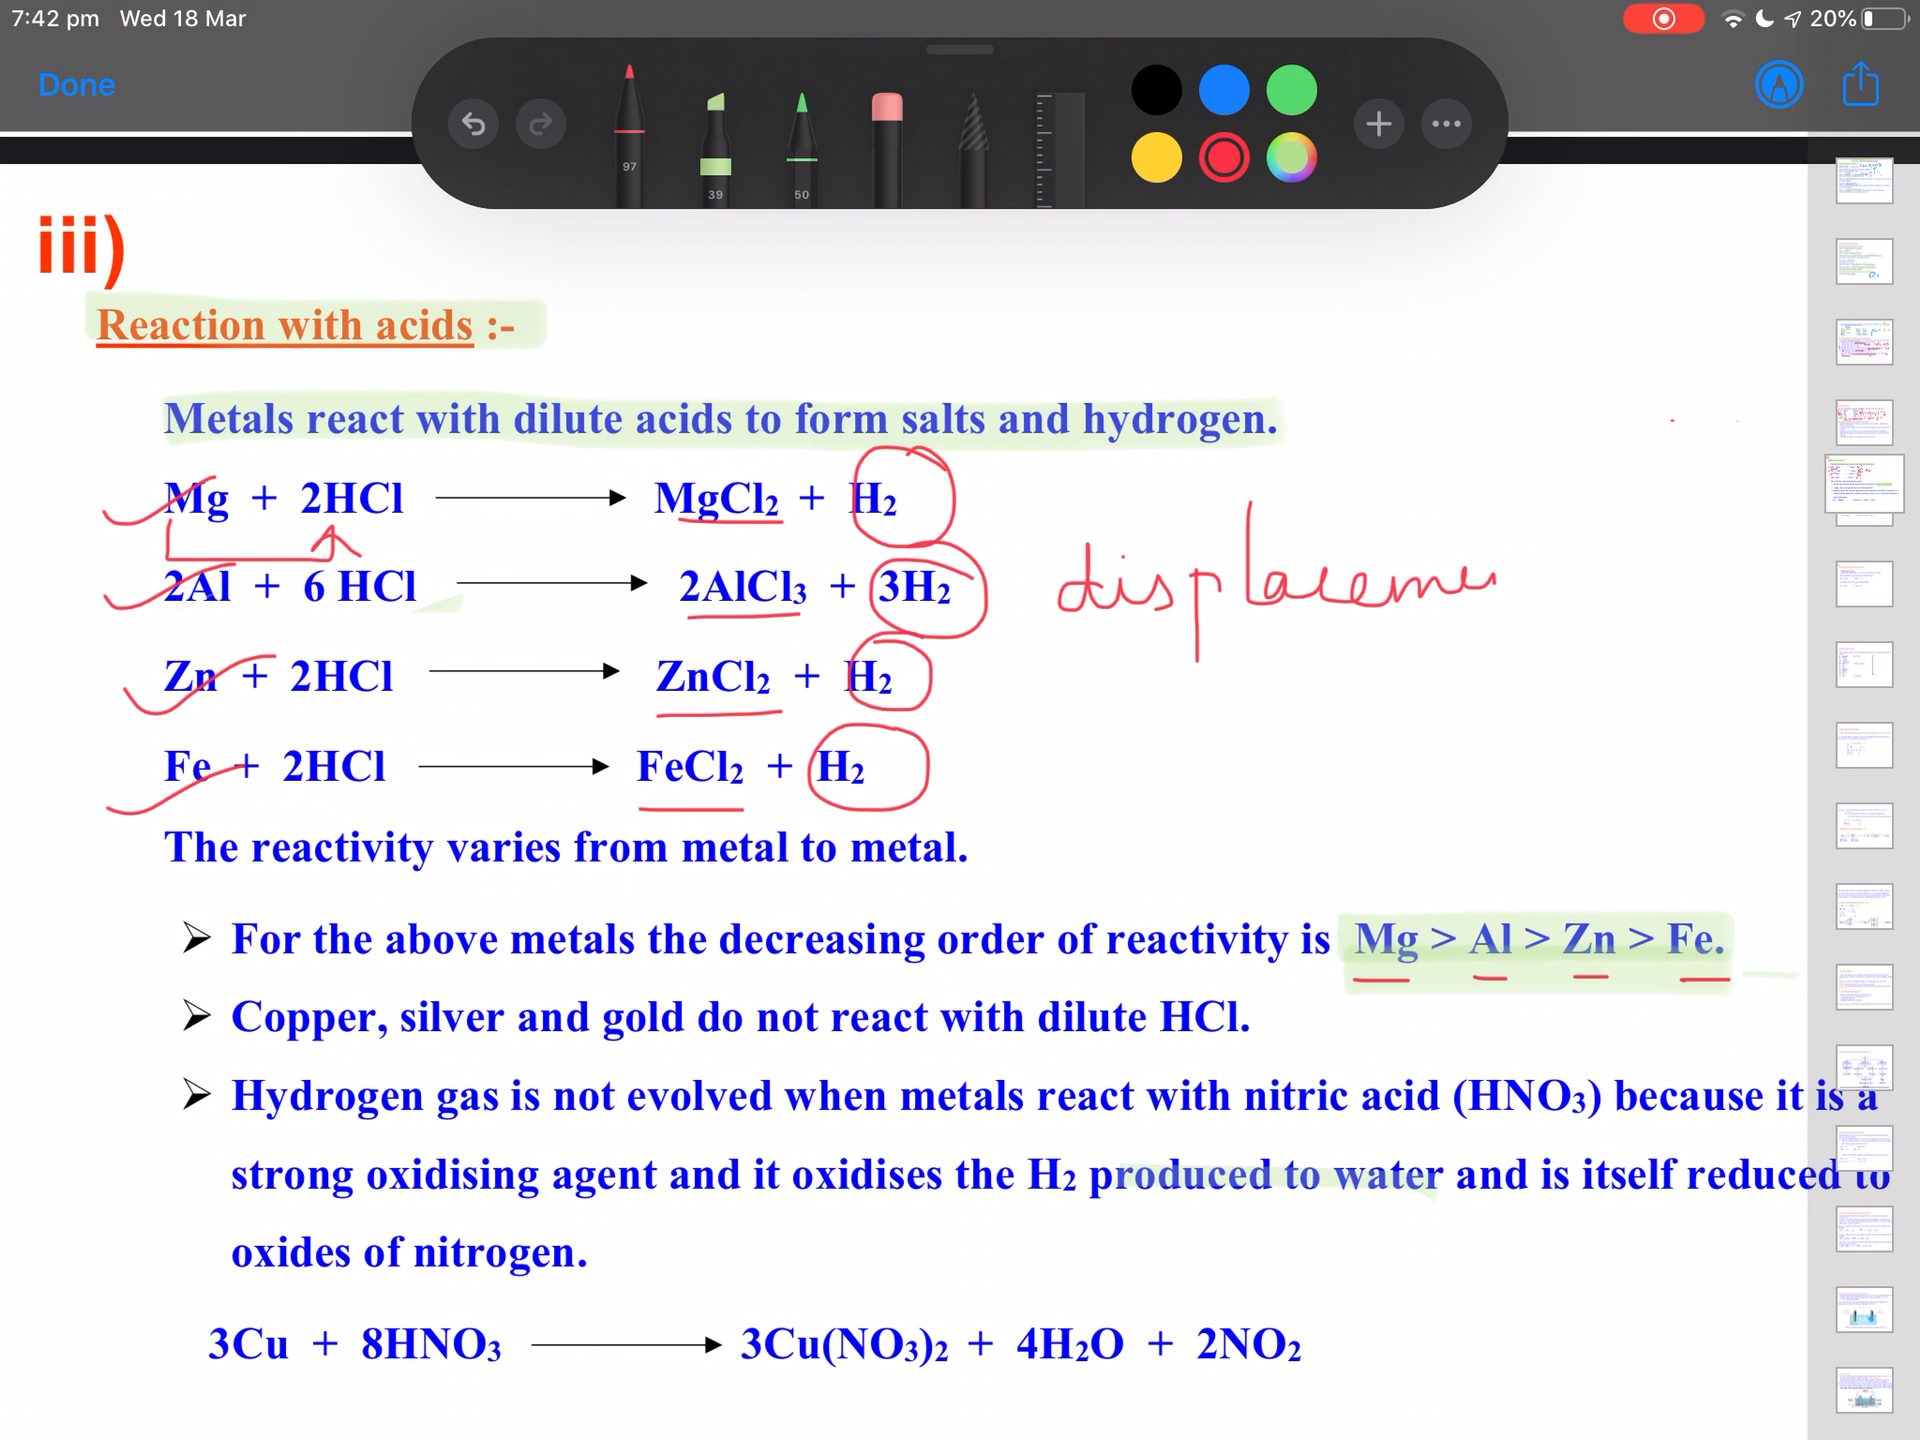 7:42 pm Wed 18 Mar 20%
Done
97 39 50
iii)
Reaction with acids :-
Metals react with dilute acids to form salts and hydrogen.
Mg + 2HCl → MgCl₂ + H₂
2Al + 6 HCl → 2AlCl₃ + 3H₂
displaceme
Zn + 2HCl → ZnCl₂ + H₂
Fe + 2HCl → FeCl₂ + H₂
The reactivity varies from metal to metal.
➢ For the above metals the decreasing order of reactivity is Mg > Al > Zn > Fe.
➢ Copper, silver and gold do not react with dilute HCl.
➢ Hydrogen gas is not evolved when metals react with nitric acid (HNO₃) because it is a
strong oxidising agent and it oxidises the H₂ produced to water and is itself reduced to
oxides of nitrogen.
3Cu + 8HNO₃ → 3Cu(NO₃)₂ + 4H₂O + 2NO₂